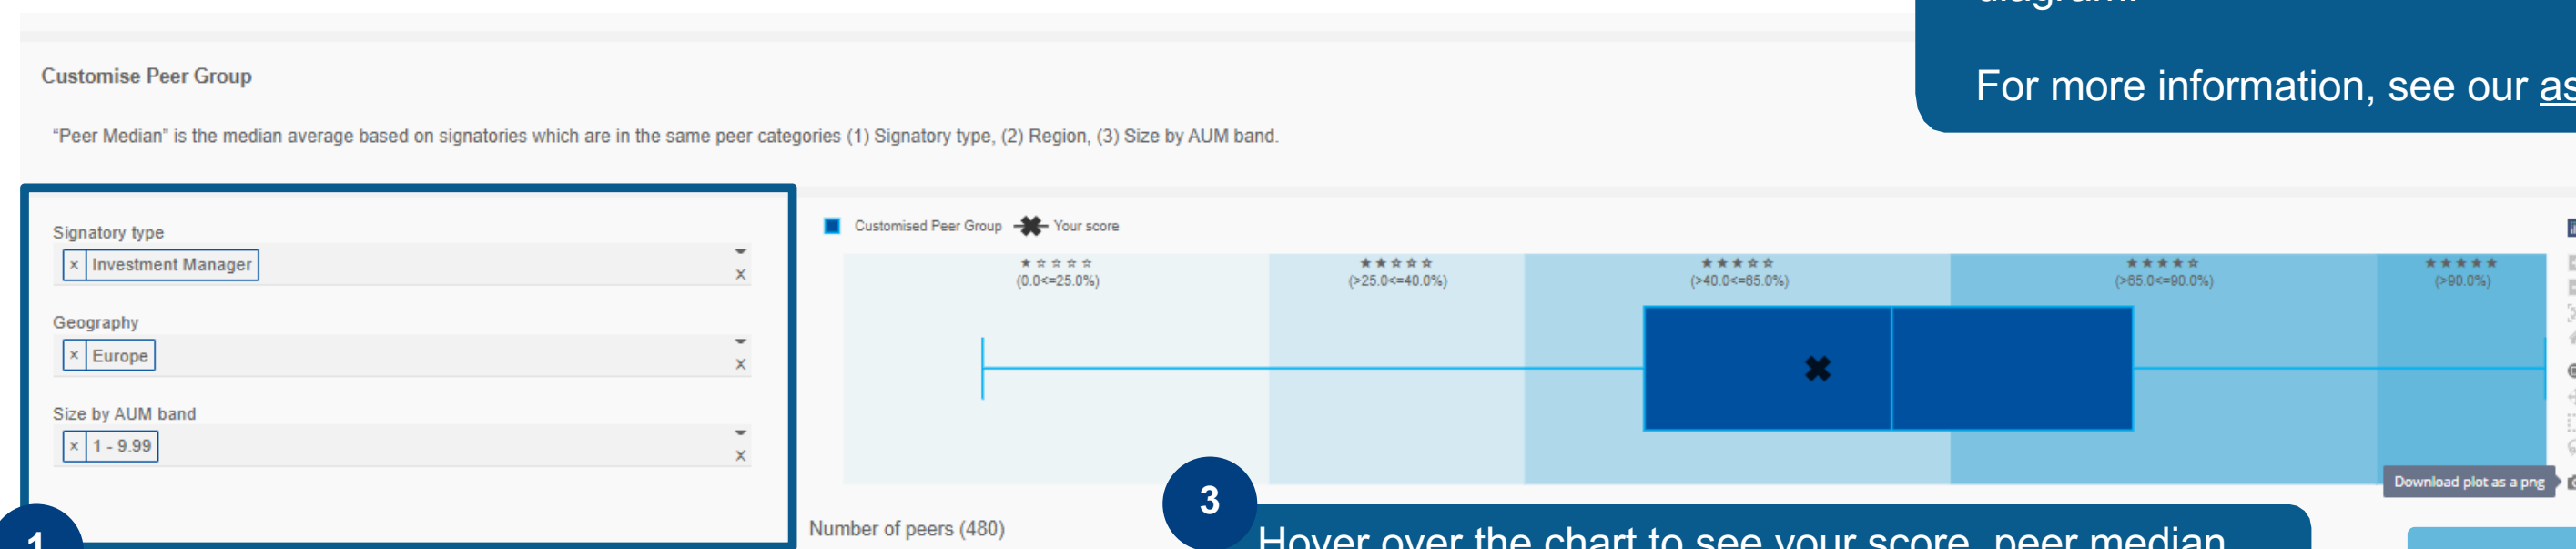 For more information, see our as
Customise Peer Group
"Peer Median" is the median average based on signatories which are in the same peer categories (1) Signatory type, (2) Region, (3) Size by AUM band.
Signatory type
× Investment Manager
Geography
× Europe
Size by AUM band
× 1 - 9.99
1
Customised Peer Group Your score
★☆☆☆☆ ★★☆☆☆ ★★★☆☆ ★★★★☆ ★★★★★
(0.0<=25.0%) (>25.0<=40.0%) (>40.0<=65.0%) (>65.0<=90.0%) (>90.0%)
Download plot as a png
Number of peers (480)
3
Hover over the chart to see your score, peer median